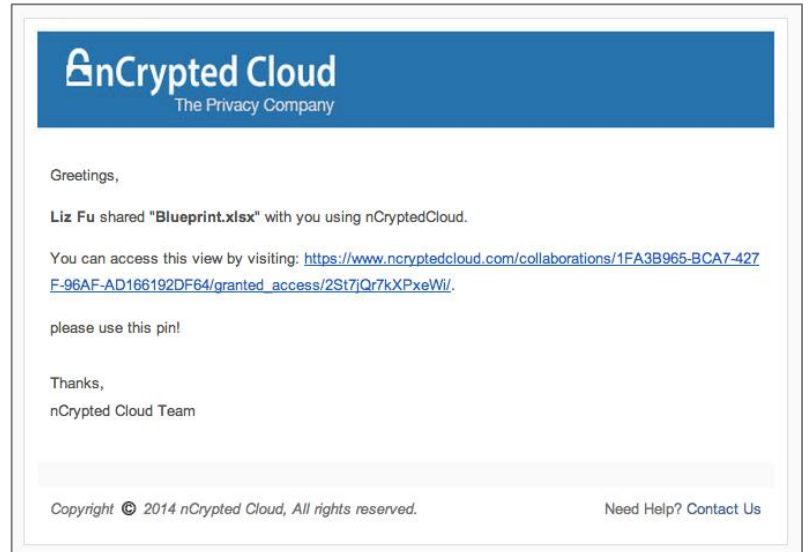 nCrypted Cloud
The Privacy Company
Greetings,
Liz Fu shared "Blueprint.xlsx" with you using nCryptedCloud.
You can access this view by visiting: https://www.ncryptedcloud.com/collaborations/1FA3B965-BCA7-427
F-96AF-AD166192DF64/granted_access/2St7jQr7kXPxeWi/.
please use this pin!
Thanks,
nCrypted Cloud Team
Copyright © 2014 nCrypted Cloud, All rights reserved. Need Help? Contact Us